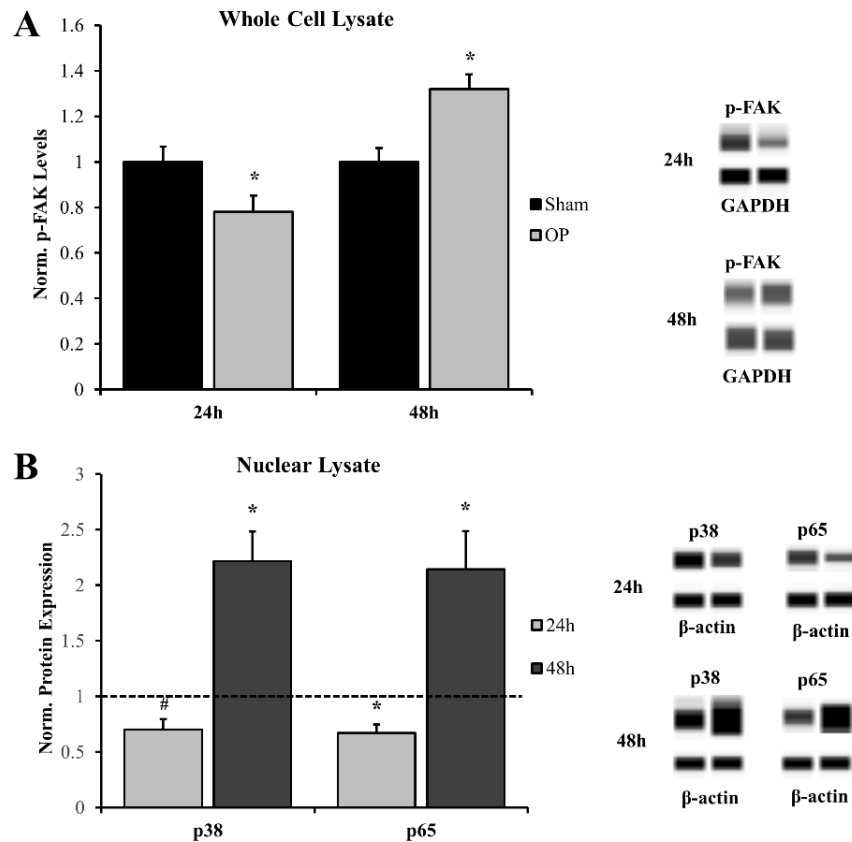 A
Whole Cell Lysate
Norm. p-FAK Levels
1.6
1.4
1.2
1
0.8
0.6
0.4
0.2
0
*
*
24h
48h
Sham
OP
p-FAK
24h
GAPDH
p-FAK
48h
GAPDH
B
Nuclear Lysate
Norm. Protein Expression
3
2.5
2
1.5
1
0.5
0
#
*
*
*
p38
p65
24h
48h
p38
p65
24h
β-actin
β-actin
p38
p65
48h
β-actin
β-actin